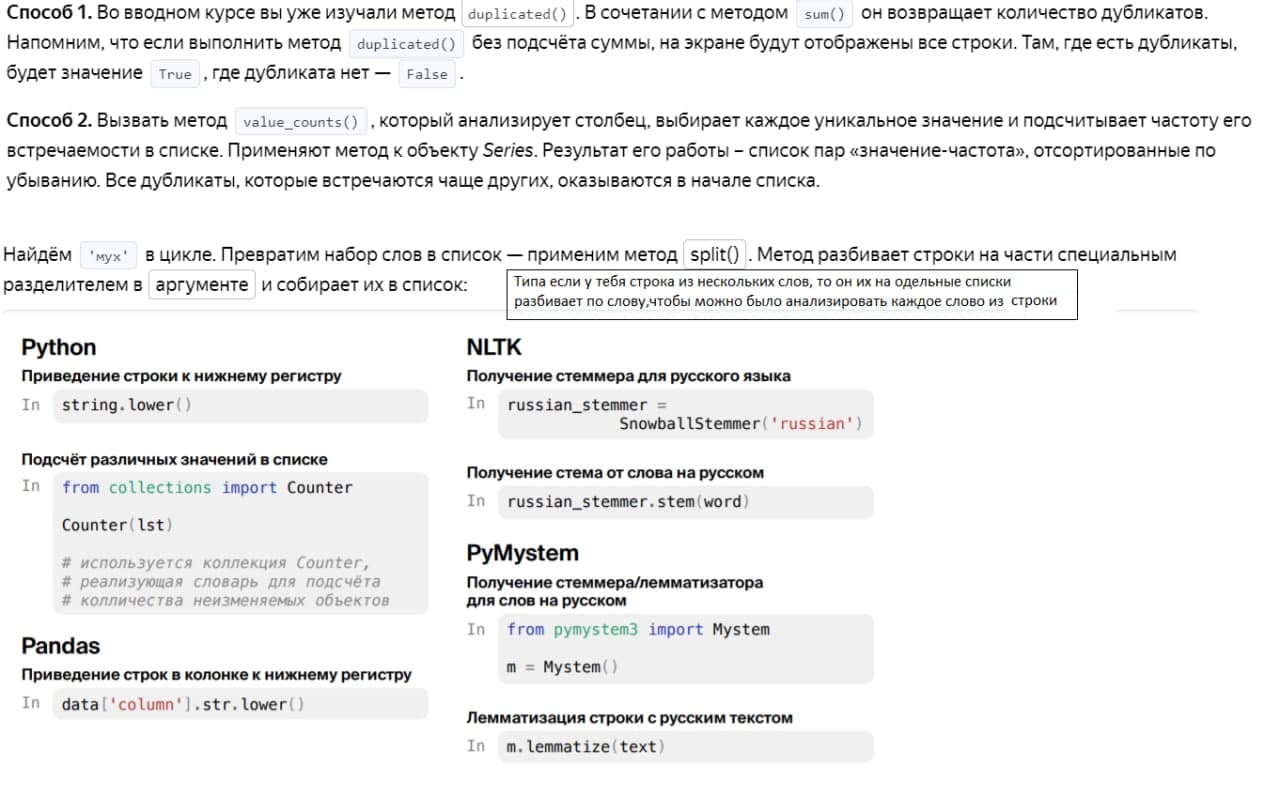 Способ 1. Во вводном курсе вы уже изучали метод duplicated() . В сочетании с методом sum() он возвращает количество дубликатов.
Напомним, что если выполнить метод duplicated() без подсчёта суммы, на экране будут отображены все строки. Там, где есть дубликаты,
будет значение True , где дубликата нет — False .
Способ 2. Вызвать метод value_counts() , который анализирует столбец, выбирает каждое уникальное значение и подсчитывает частоту его
встречаемости в списке. Применяют метод к объекту Series. Результат его работы – список пар «значение-частота», отсортированные по
убыванию. Все дубликаты, которые встречаются чаще других, оказываются в начале списка.
Найдём 'мух' в цикле. Превратим набор слов в список — применим метод split() . Метод разбивает строки на части специальным
разделителем в аргументе и собирает их в список:
Типа если у тебя строка из нескольких слов, то он их на одельные списки
разбивает по слову,чтобы можно было анализировать каждое слово из строки
Python
Приведение строки к нижнему регистру
In string.lower()
Подсчёт различных значений в списке
In from collections import Counter
Counter(lst)
# используется коллекция Counter,
# реализующая словарь для подсчёта
# колличества неизменяемых объектов
Pandas
Приведение строк в колонке к нижнему регистру
In data['column'].str.lower()
NLTK
Получение стеммера для русского языка
In russian_stemmer =
SnowballStemmer('russian')
Получение стема от слова на русском
In russian_stemmer.stem(word)
PyMystem
Получение стеммера/лемматизатора
для слов на русском
In from pymystem3 import Mystem
m = Mystem()
Лемматизация строки с русским текстом
In m.lemmatize(text)